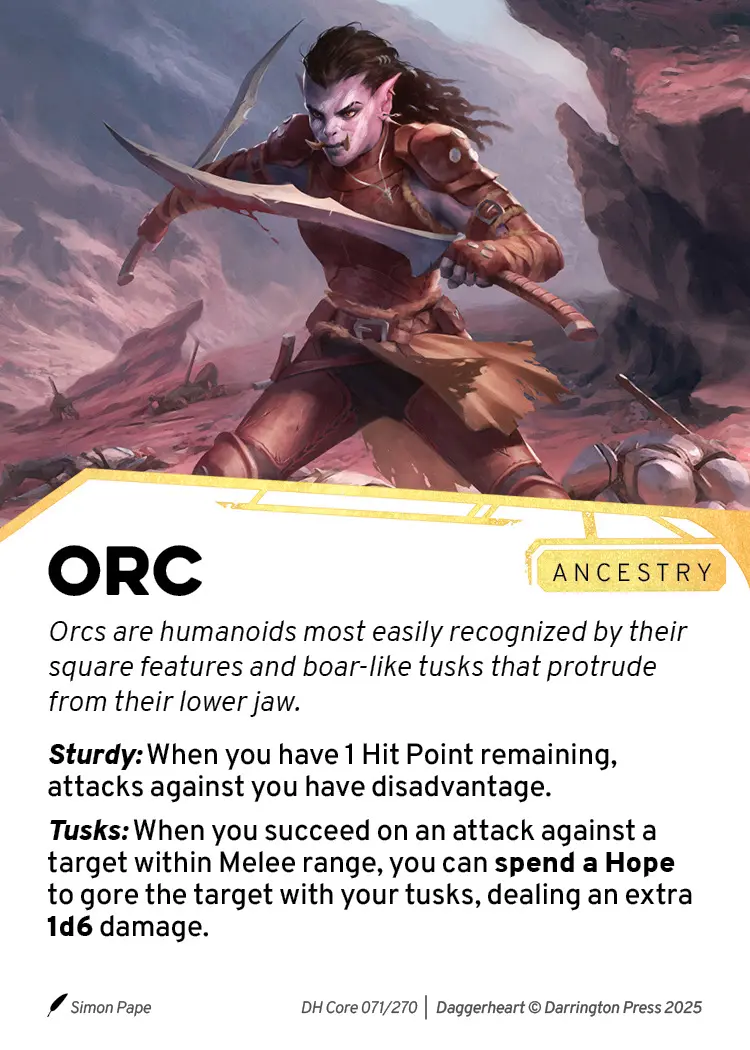 ORC
ANCESTRY
Orcs are humanoids most easily recognized by their
square features and boar-like tusks that protrude
from their lower jaw.
Sturdy: When you have 1 Hit Point remaining,
attacks against you have disadvantage.
Tusks: When you succeed on an attack against a
target within Melee range, you can spend a Hope
to gore the target with your tusks, dealing an extra
1d6 damage.
Simon Pape
DH Core 071/270 | Daggerheart © Darrington Press 2025